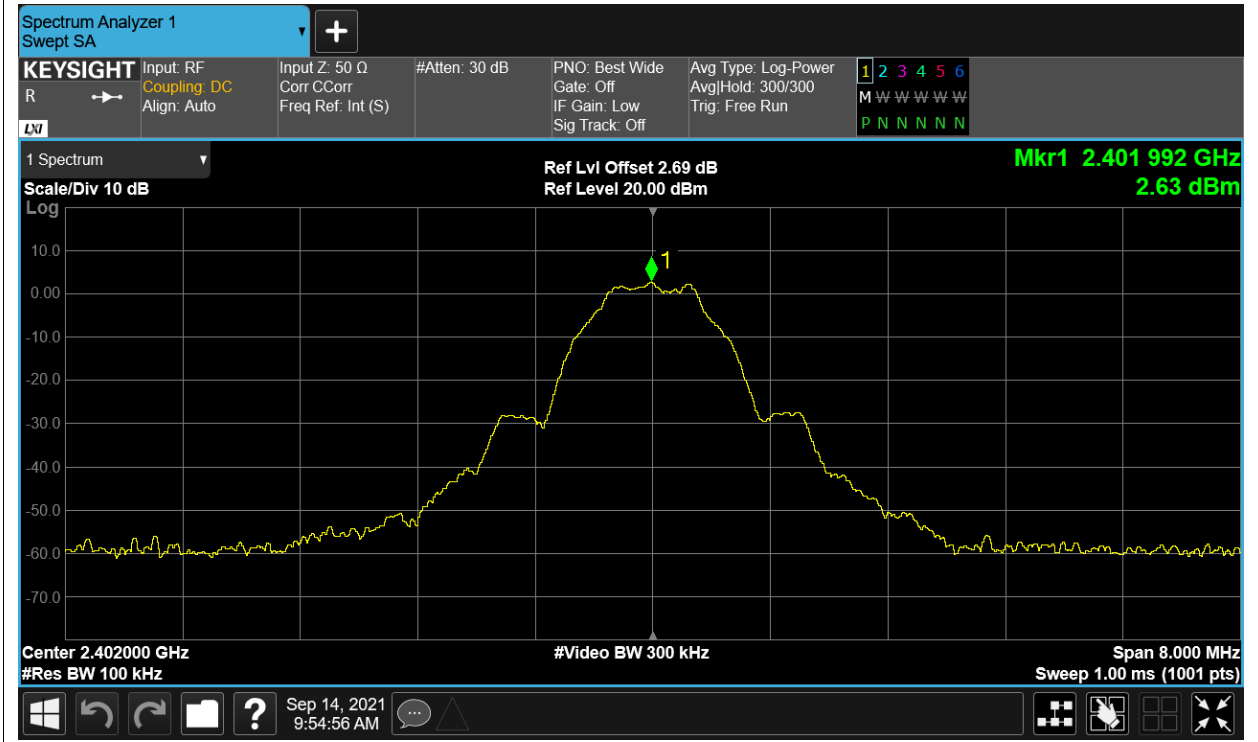 Spectrum Analyzer 1
Swept SA
KEYSIGHT
R
LXI
Input: RF
Coupling: DC
Align: Auto
Input Z: 50 Ω
Corr CCorr
Freq Ref: Int (S)
#Atten: 30 dB
PNO: Best Wide
Gate: Off
IF Gain: Low
Sig Track: Off
Avg Type: Log-Power
Avg|Hold: 300/300
Trig: Free Run
1 2 3 4 5 6
M W W W W W
P N N N N N
1 Spectrum
Scale/Div 10 dB
Log
Ref Lvl Offset 2.69 dB
Ref Level 20.00 dBm
Mkr1 2.401 992 GHz
2.63 dBm
1
10.0
0.00
-10.0
-20.0
-30.0
-40.0
-50.0
-60.0
-70.0
Center 2.402000 GHz
#Video BW 300 kHz
Span 8.000 MHz
#Res BW 100 kHz
Sweep 1.00 ms (1001 pts)
?
Sep 14, 2021
9:54:56 AM